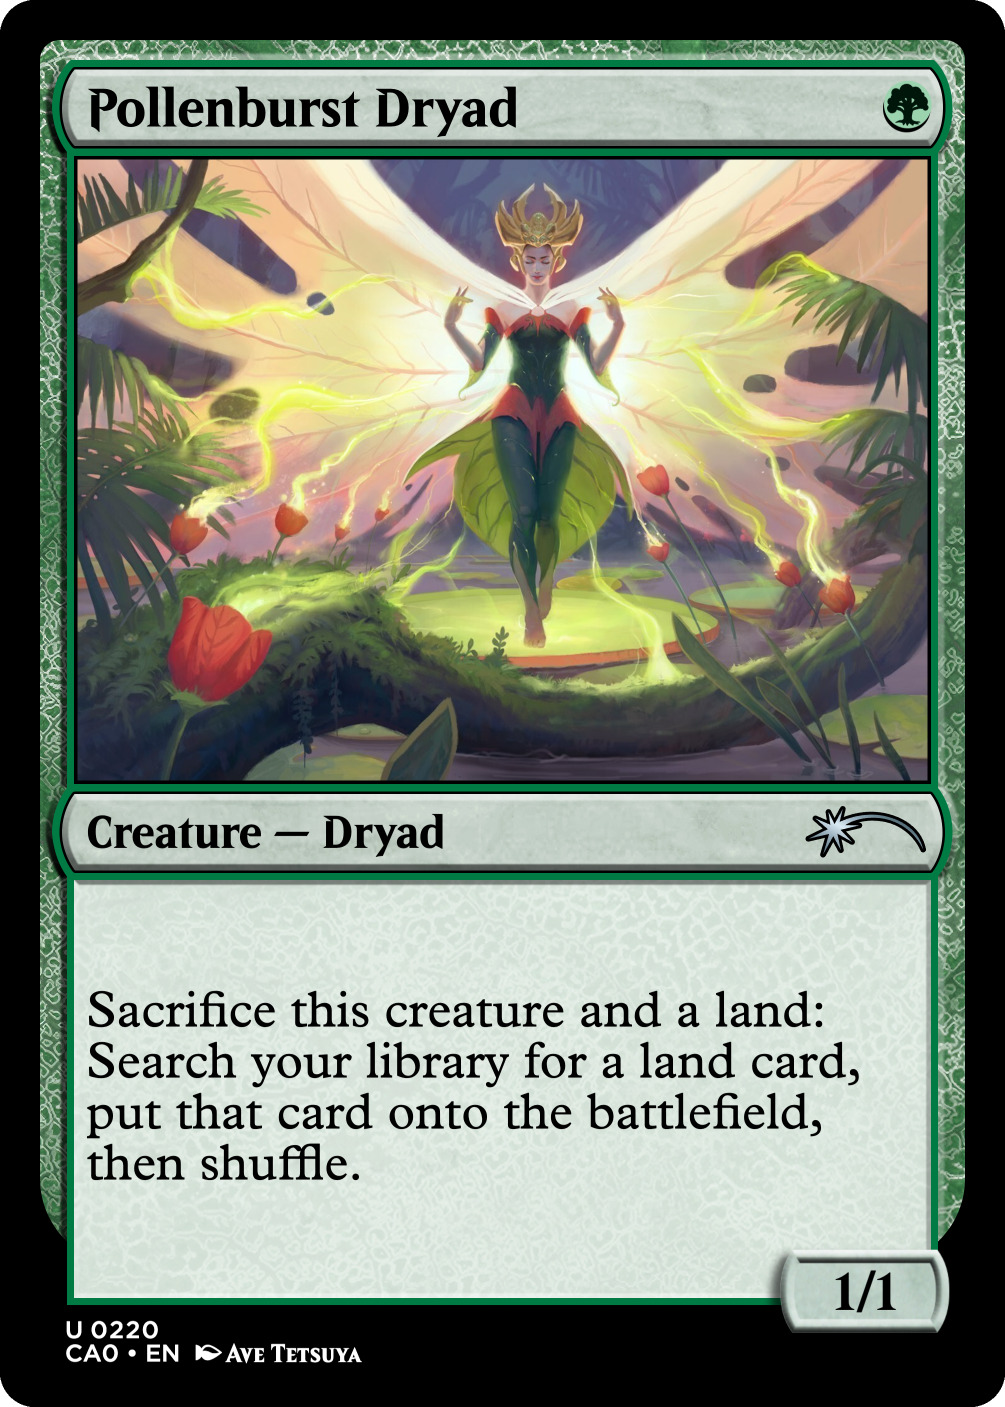 Pollenburst Dryad
Creature — Dryad
Sacrifice this creature and a land:
Search your library for a land card,
put that card onto the battlefield,
then shuffle.
1/1
U 0220
CAO • EN Ave Tetsuya